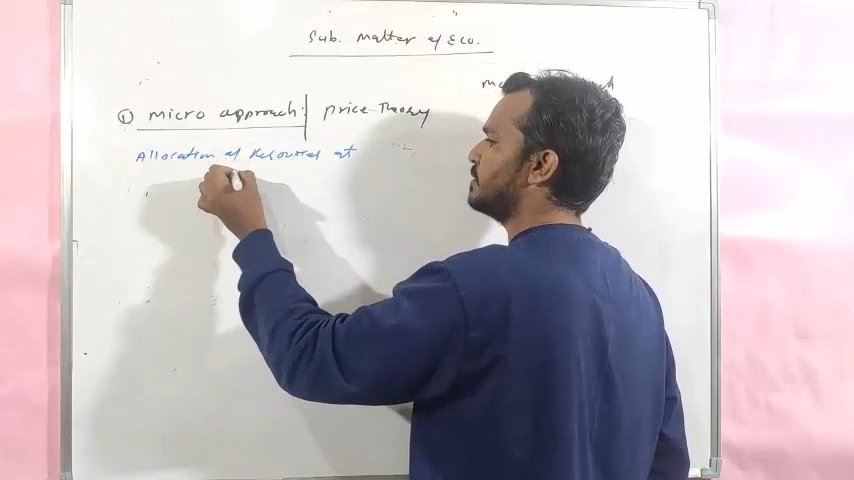 Sub. Matter of Eco.
① Micro approach: Price-Theory
Allocation of Resources at